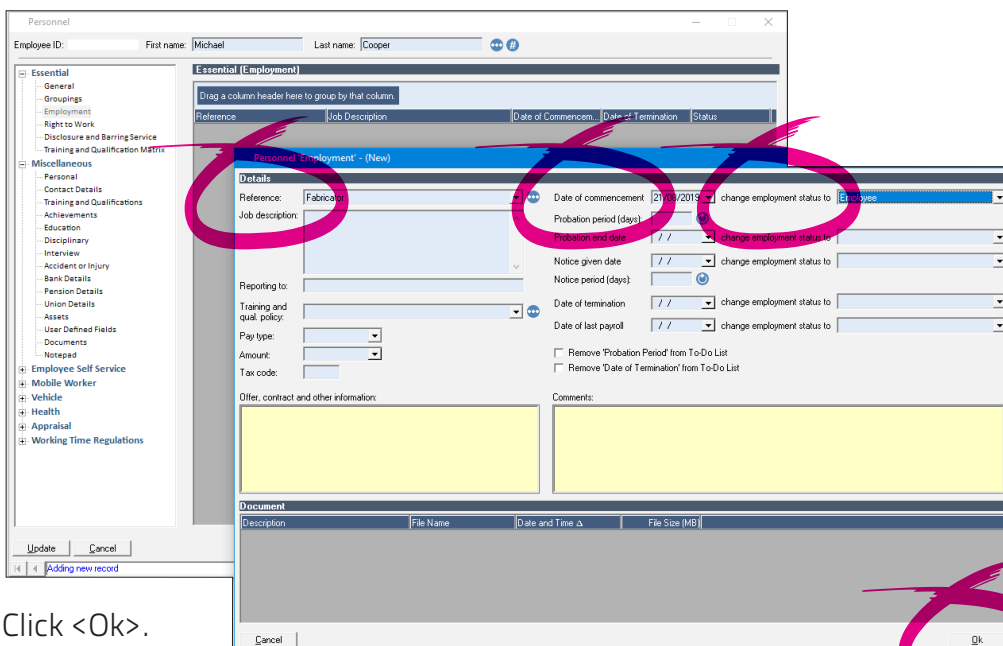 Personnel
Employee ID: First name: Michael Last name: Cooper
Essential
General
Groupings
Employment
Right to Work
Disclosure and Barring Service
Training and Qualification Matrix
Miscellaneous
Personal
Contact Details
Training and Qualifications
Achievements
Education
Disciplinary
Interview
Accident or Injury
Bank Details
Pension Details
Union Details
Assets
User Defined Fields
Documents
Notepad
Employee Self Service
Mobile Worker
Vehicle
Health
Appraisal
Working Time Regulations
Update Cancel
Adding new record
Essential (Employment)
Drag a column header here to group by that column.
Reference Job Description Date of Commencem... Date of Termination Status
Personnel 'Employment' - (New)
Details
Reference: Fabricator
Job description:
Reporting to:
Training and
qual. policy:
Pay type:
Amount:
Tax code:
Date of commencement 21/08/2019 change employment status to Employee
Probation period (days):
Probation end date / / change employment status to
Notice given date / / change employment status to
Notice period (days):
Date of termination / / change employment status to
Date of last payroll / / change employment status to
Remove 'Probation Period' from To-Do List
Remove 'Date of Termination' from To-Do List
Offer, contract and other information:
Comments:
Document
Description File Name Date and Time File Size (MB)
Cancel Ok
Click <Ok>.